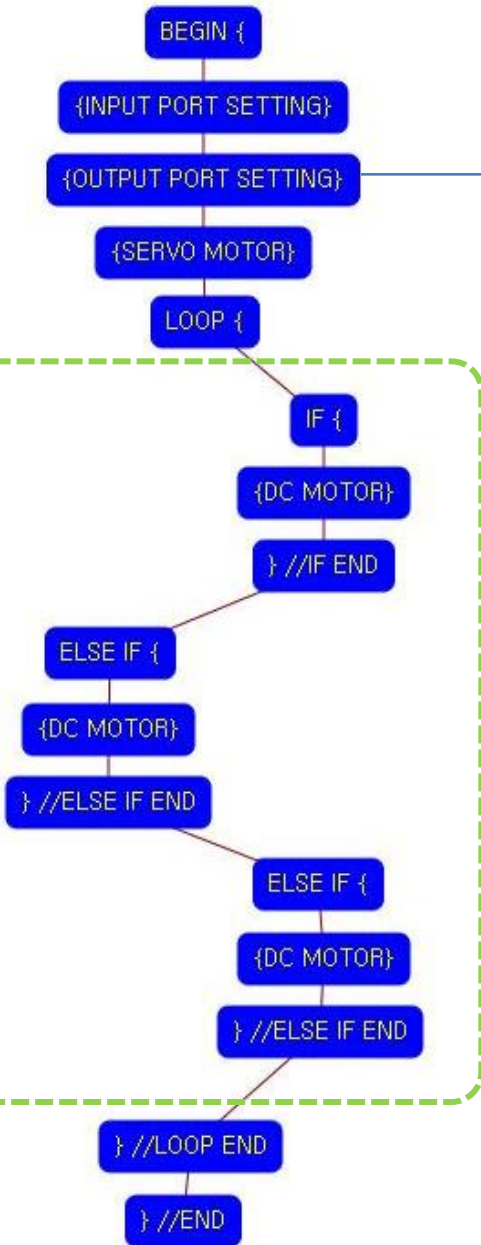 BEGIN {
{INPUT PORT SETTING}
{OUTPUT PORT SETTING}
{SERVO MOTOR}
LOOP {
IF {
{DC MOTOR}
} //IF END
ELSE IF {
{DC MOTOR}
} //ELSE IF END
ELSE IF {
{DC MOTOR}
} //ELSE IF END
} //LOOP END
} //END